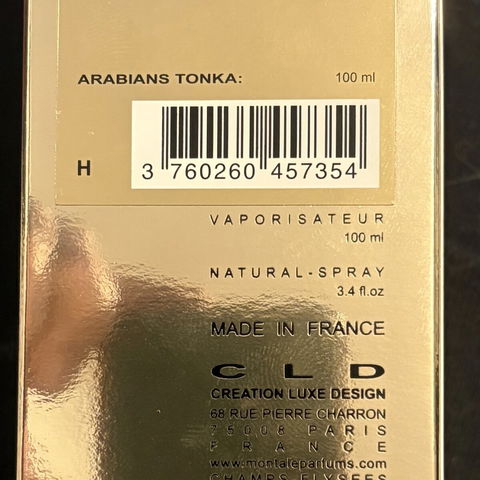 ARABIANS TONKA: 100 ml
H 3 760260 457354
VAPORISATEUR
100 ml
NATURAL-SPRAY
3.4 fl.oz
MADE IN FRANCE
CLD
CREATION LUXE DESIGN
68 RUE PIERRE CHARRON
75008 PARIS
FRANCE
www.montaleparfums.com
CHAMPS ELYSEES